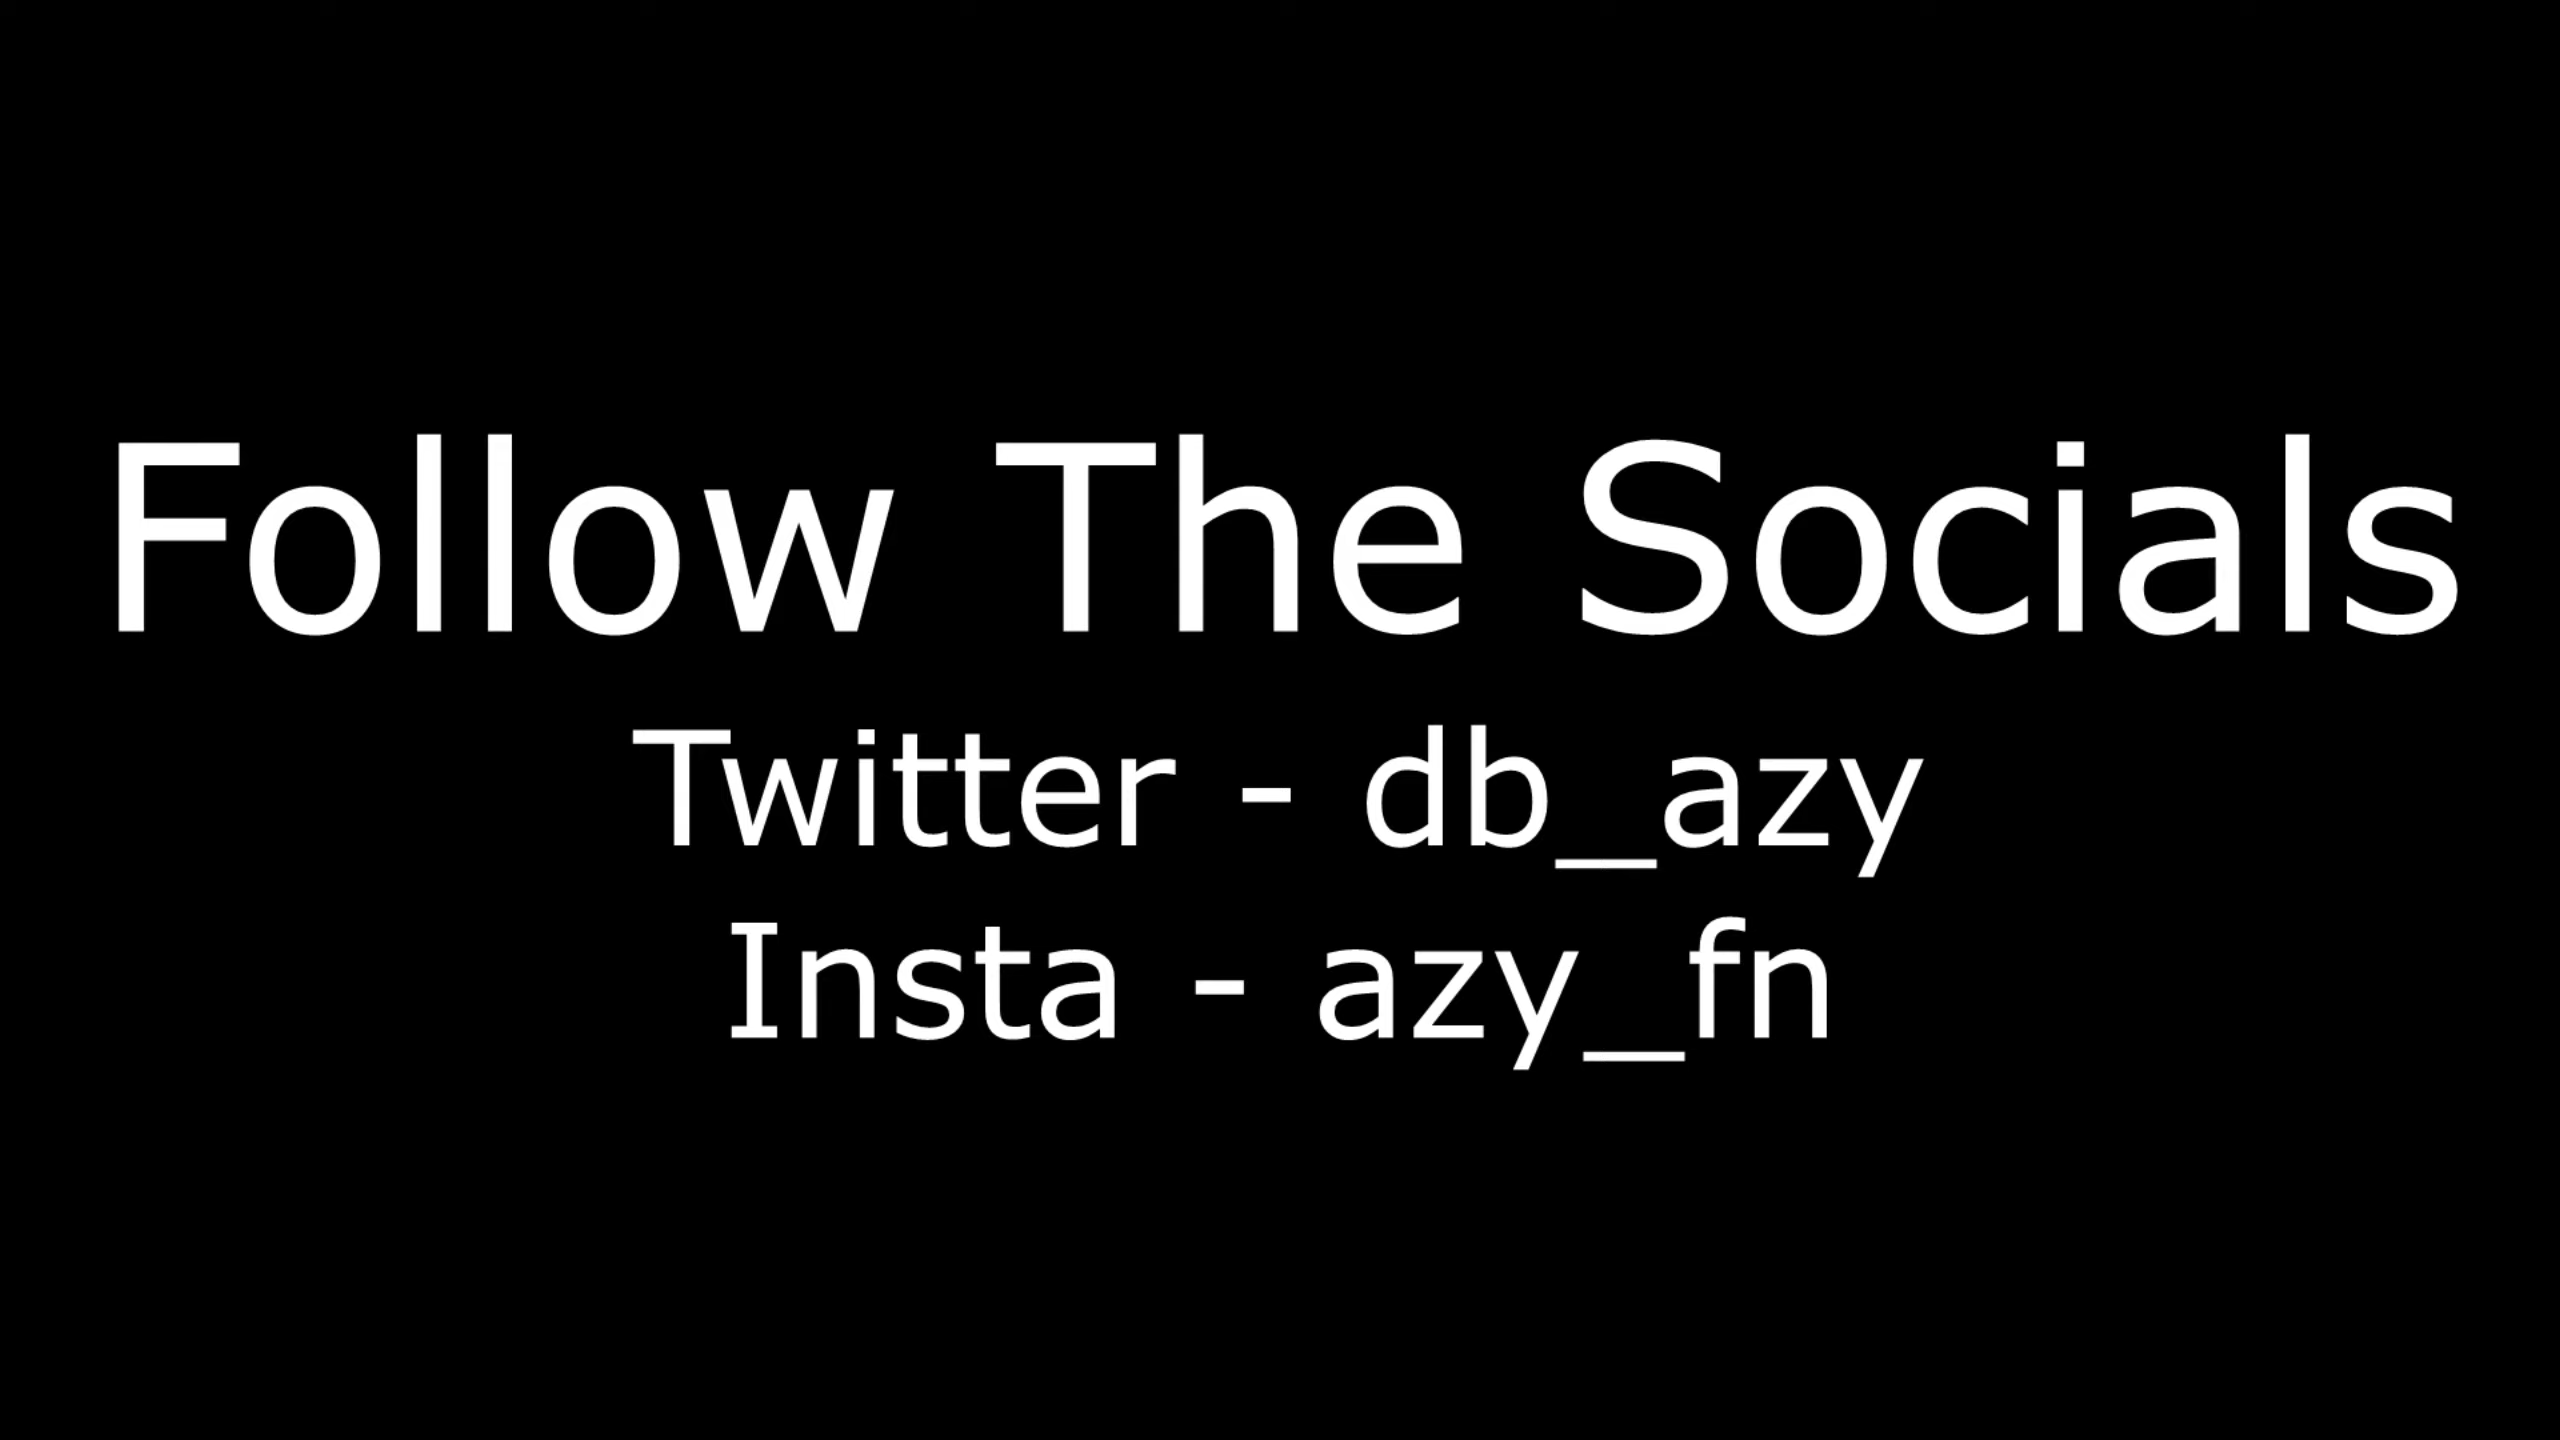 Follow The Socials
Twitter - db_azy
Insta - azy_fn